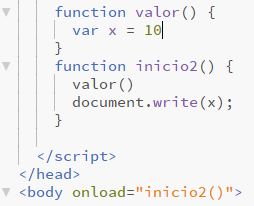 function valor() {
var x = 10
}
function inicio2() {
valor()
document.write(x);
}
</script>
</head>
<body onload="inicio2()">